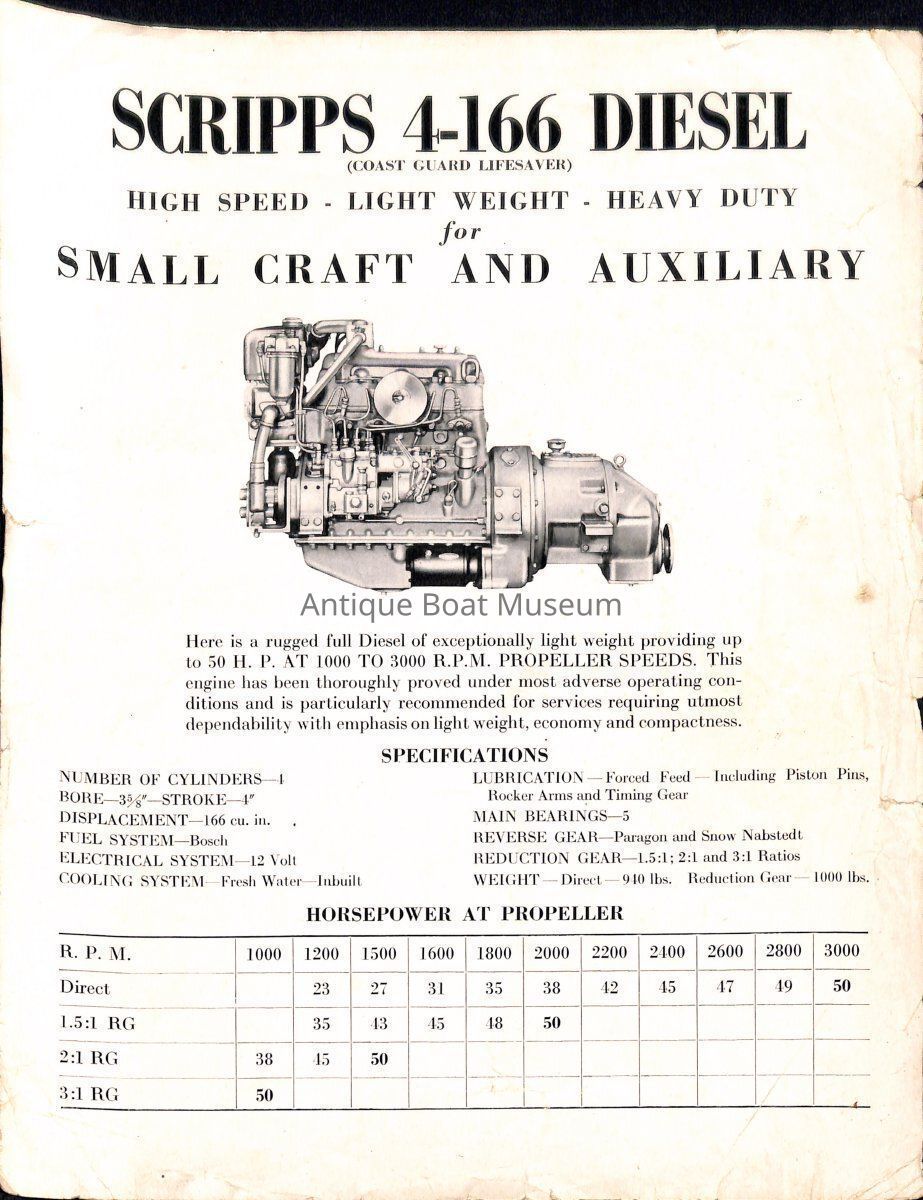 SCRIPPS 4-166 DIESEL
(COAST GUARD LIFESAVER)
HIGH SPEED - LIGHT WEIGHT - HEAVY DUTY
for
SMALL CRAFT AND AUXILIARY
Antique Boat Museum
Here is a rugged full Diesel of exceptionally light weight providing up
to 50 H. P. AT 1000 TO 3000 R.P.M. PROPELLER SPEEDS. This
engine has been thoroughly proved under most adverse operating con-
ditions and is particularly recommended for services requiring utmost
dependability with emphasis on light weight, economy and compactness.
SPECIFICATIONS
NUMBER OF CYLINDERS—4
BORE—3⅝"—STROKE—4"
DISPLACEMENT—166 cu. in.
FUEL SYSTEM—Bosch
ELECTRICAL SYSTEM—12 Volt
COOLING SYSTEM—Fresh Water—Inbuilt
LUBRICATION—Forced Feed—Including Piston Pins,
Rocker Arms and Timing Gear
MAIN BEARINGS—5
REVERSE GEAR—Paragon and Snow Nabstedt
REDUCTION GEAR—1.5:1; 2:1 and 3:1 Ratios
WEIGHT—Direct—940 lbs. Reduction Gear—1000 lbs.
HORSEPOWER AT PROPELLER
R. P. M. 1000 1200 1500 1600 1800 2000 2200 2400 2600 2800 3000
Direct 23 27 31 35 38 42 45 47 49 50
1.5:1 RG 35 43 45 48 50
2:1 RG 38 45 50
3:1 RG 50